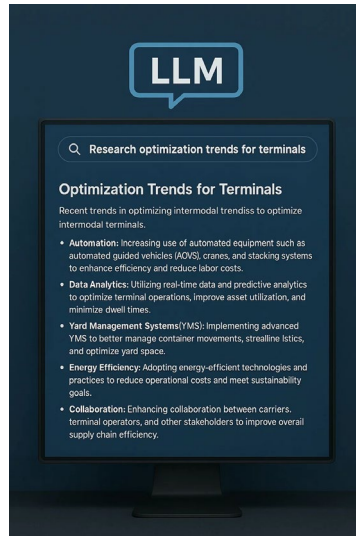 LLM
Research optimization trends for terminals
Optimization Trends for Terminals
Recent trends in optimizing intermodal trendiss to optimize
intermodal terminals.
• Automation: Increasing use of automated equipment such as
automated guided vehicles (AOVS), cranes, and stacking systems
to enhance efficiency and reduce labor costs.
• Data Analytics: Utilizing real-time data and predictive analytics
to optimize terminal operations, improve asset utilization, and
minimize dwell times.
• Yard Management Systems(YMS): Implementing advanced
YMS to better manage container movements, strealline lstics,
and optimize yard space.
• Energy Efficiency: Adopting energy-efficient technologies and
practices to reduce operational costs and meet sustainability
goals.
• Collaboration: Enhancing collaboration between carriers.
terminal operators, and other stakeholders to improve overail
supply chain efficiency.